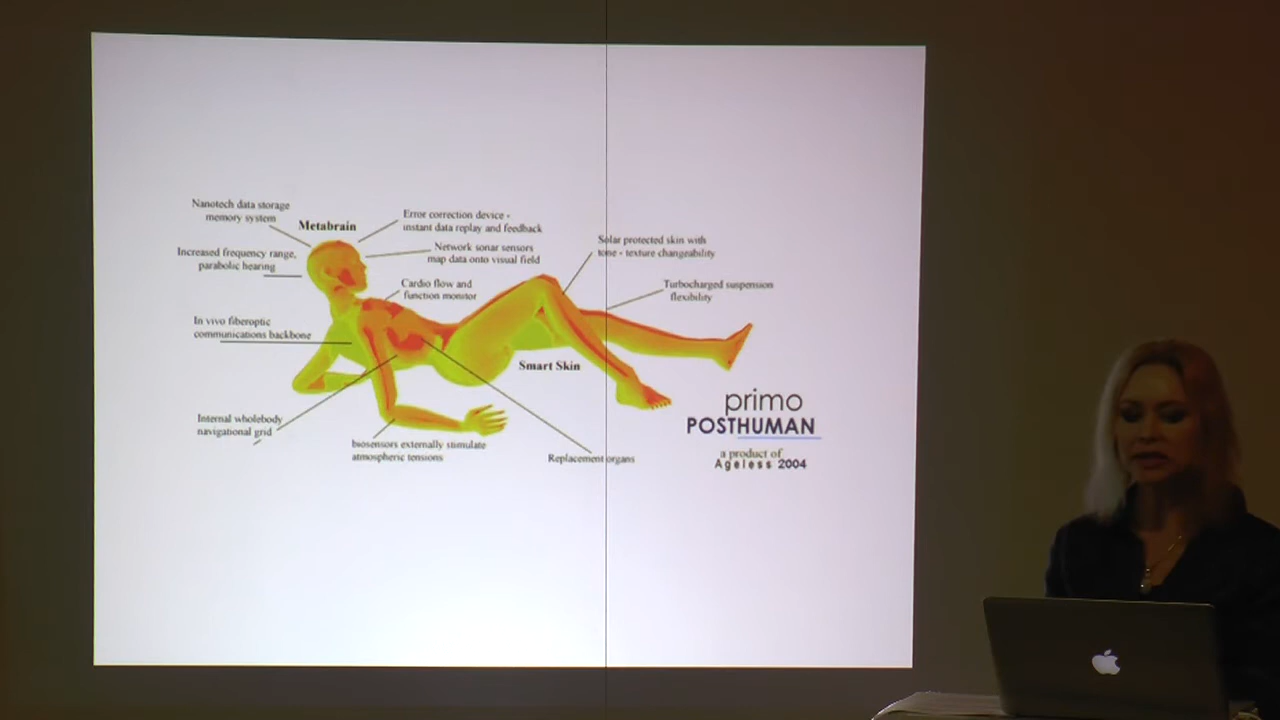 Nanotech data storage
memory system
Metabrain
Error correction device -
instant data replay and feedback
Increased frequency range,
parabolic hearing
Network sonar sensors
map data onto visual field
Solar protected skin with
tone - texture changeability
Cardio flow and
function monitor
Turbocharged suspension
flexibility
In vivo fiberoptic
communications backbone
Smart Skin
Internal wholebody
navigational grid
biosensors externally stimulate
atmospheric tensions
Replacement organs
primo
POSTHUMAN
a product of
Ageless 2004